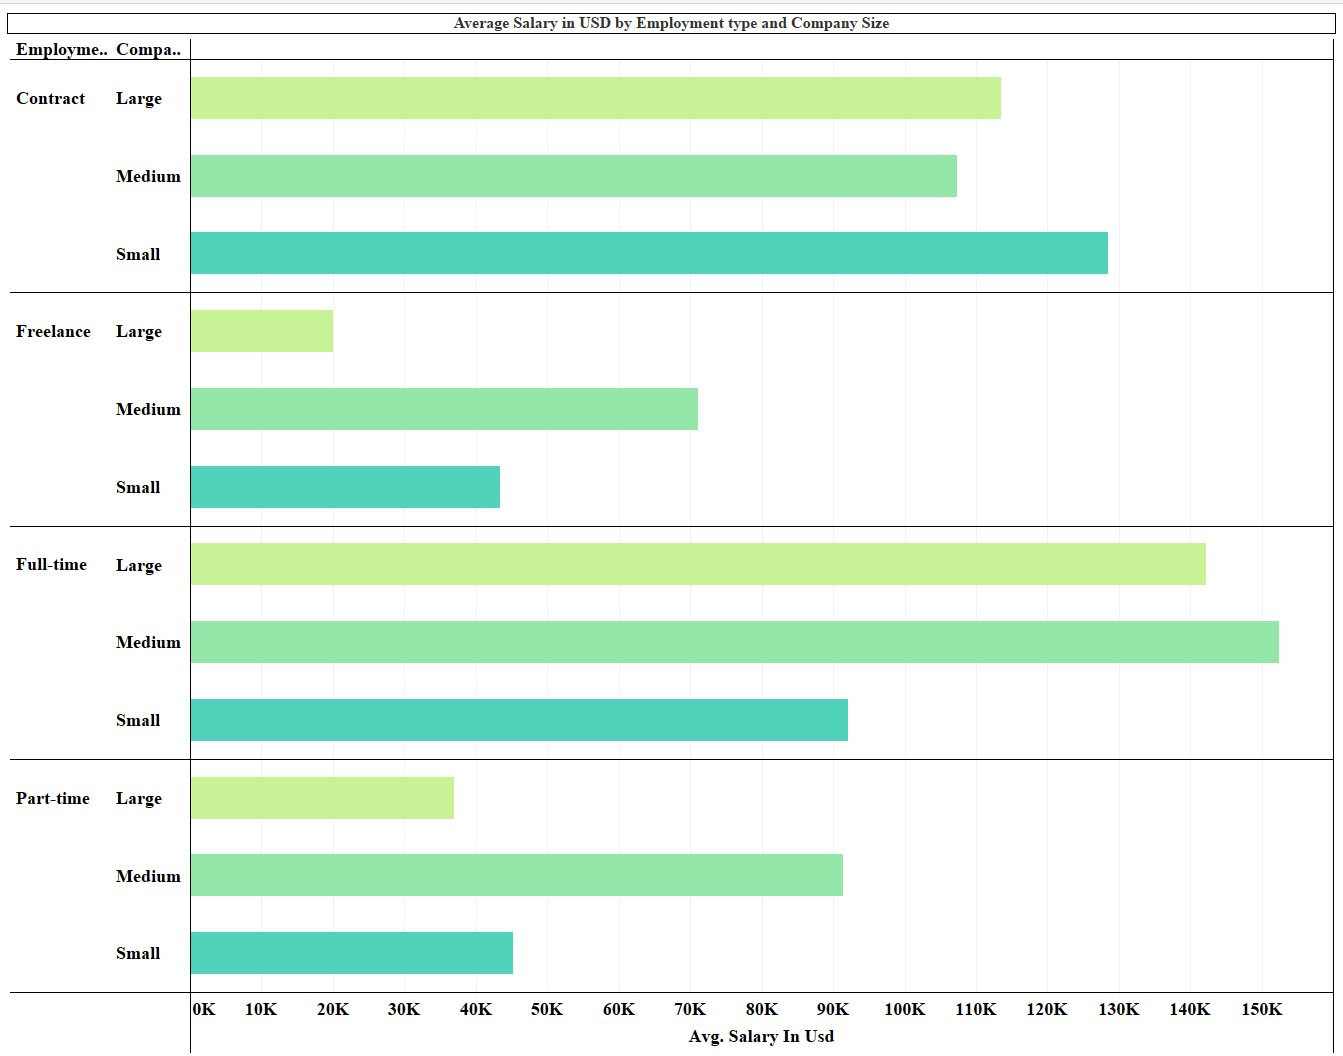 Average Salary in USD by Employment type and Company Size
Employme.. Compa..
Contract Large
Medium
Small
Freelance Large
Medium
Small
Full-time Large
Medium
Small
Part-time Large
Medium
Small
0K 10K 20K 30K 40K 50K 60K 70K 80K 90K 100K 110K 120K 130K 140K 150K
Avg. Salary In Usd